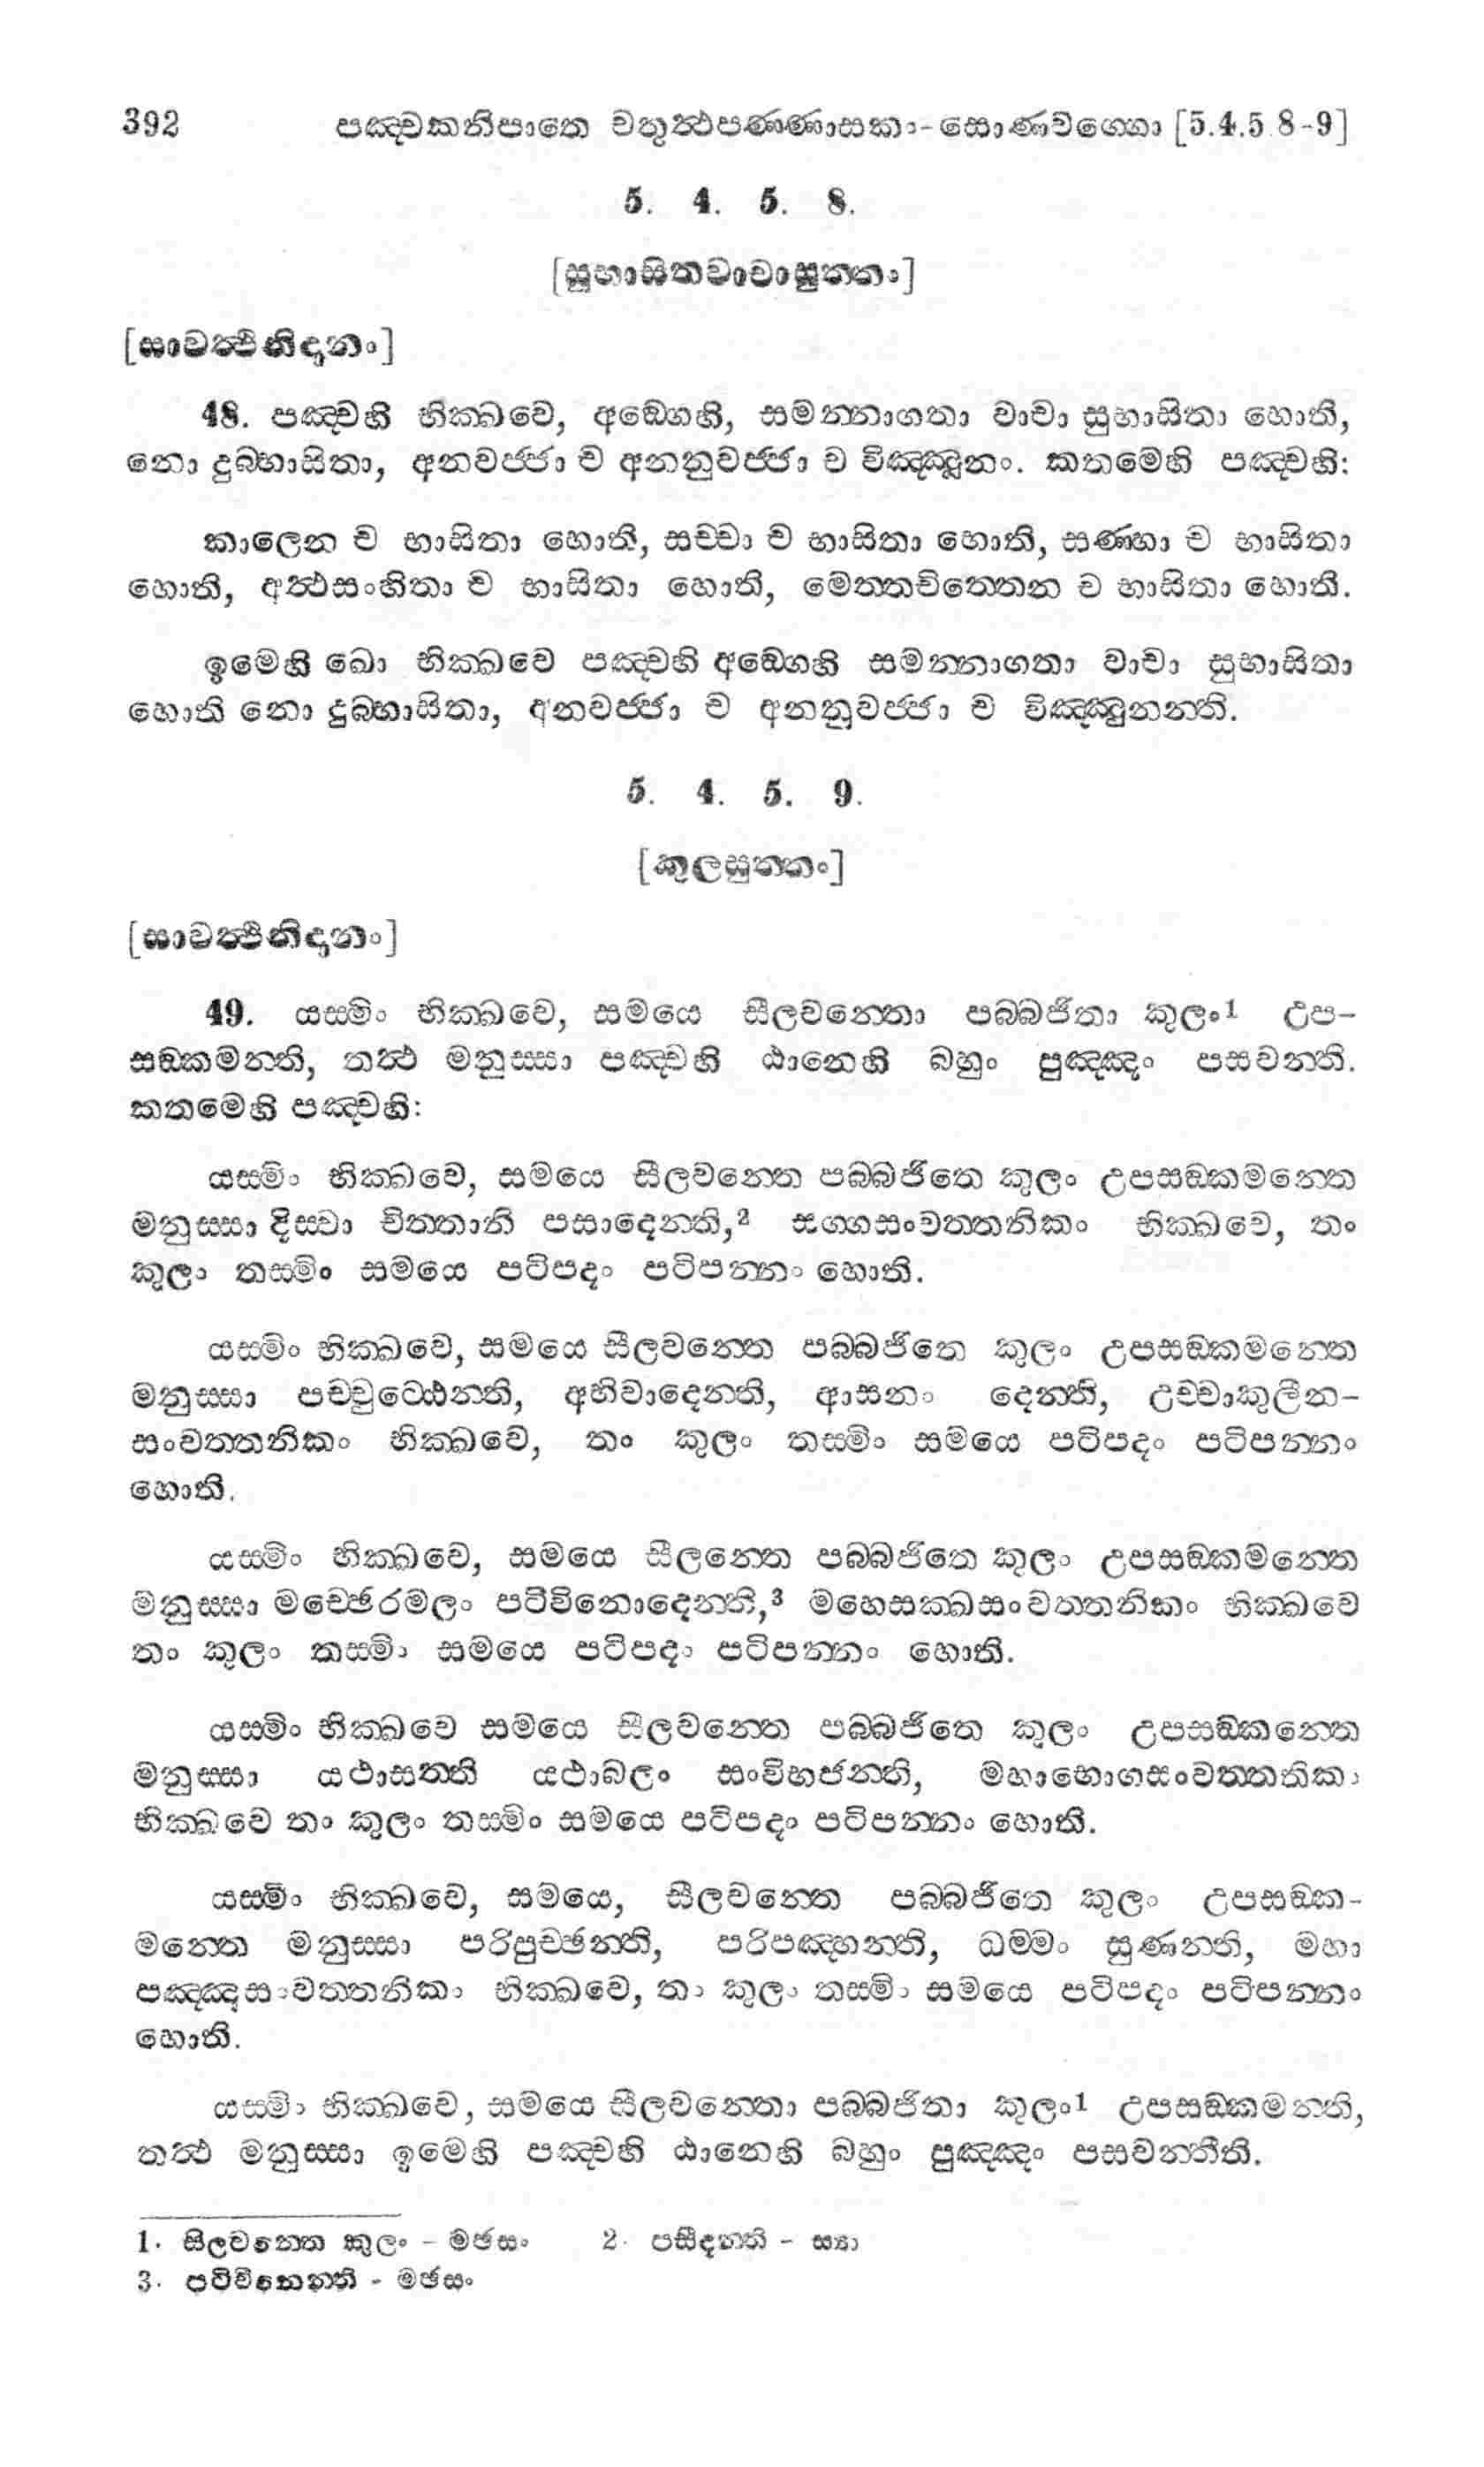 392 පඤ්චකනිපාතෙ චතුත්‍ථපණ්ණාසකං-සොණවග්ගො [5.4.5 8-9]
5. 4. 5. 8.
[සුභාසිතවාචාසුත්තං]
[සාවත්‍ථිනිදානං]
48. පඤ්චහි භික්ඛවෙ, අඞ්ගෙහි, සමන්නාගතා වාචා සුභාසිතා හොති,
නො දුබ්භාසිතා, අනවජ්ජා ච අනනුවජ්ජා ච විඤ්ඤූනං. කතමෙහි පඤ්චහි:
කාලෙන ච භාසිතා හොති, සච්චා ච භාසිතා හොති, සණ්හා ච භාසිතා
හොති, අත්‍ථසංහිතා ච භාසිතා හොති, මෙත්තචිත්තෙන ච භාසිතා හොති.
ඉමෙහි ඛො භික්ඛවෙ පඤ්චහි අඞ්ගෙහි සමන්නාගතා වාචා සුභාසිතා
හොති නො දුබ්භාසිතා, අනවජ්ජා ච අනනුවජ්ජා ච විඤ්ඤුනන්ති.
5. 4. 5. 9.
[කුලසුත්තං]
[සාවත්‍ථිනිදානං]
49. යස්මිං භික්ඛවෙ, සමයෙ සීලවන්තො පබ්බජිතා කුලං1 උප-
සඞ්කමන්ති, තත්‍ථ මනුස්සා පඤ්චහි ඨානෙහි බහුං පුඤ්ඤං පසවන්ති.
කතමෙහි පඤ්චහි:
යස්මිං භික්ඛවෙ, සමයෙ සීලවන්තෙ පබ්බජිතෙ කුලං උපසඞ්කමන්තෙ
මනුස්සා දිස්වා චිත්තානි පසාදෙන්ති,2 සග්ගසංවත්තනිකං භික්ඛවෙ, තං
කුලං තස්මිං සමයෙ පටිපදං පටිපන්නං හොති.
යස්මිං භික්ඛවෙ, සමයෙ සීලවන්තෙ පබ්බජිතෙ කුලං උපසඞ්කමන්තෙ
මනුස්සා පච්චුට්ඨෙන්ති, අභිවාදෙන්ති, ආසනං දෙන්ති, උච්චාකුලීන-
සංවත්තනිකං භික්ඛවෙ, තං කුලං තස්මිං සමයෙ පටිපදං පටිපන්නං
හොති.
යස්මිං භික්ඛවෙ, සමයෙ සීලන්තෙ පබ්බජිතෙ කුලං උපසඞ්කමන්තෙ
මනුස්සා මච්ඡෙරමලං පටිවිනොදෙන්ති,3 මහෙසක්ඛසංවත්තනිකං භික්ඛවෙ
තං කුලං තස්මිං සමයෙ පටිපදං පටිපන්නං හොති.
යස්මිං භික්ඛවෙ සමයෙ සීලවන්තෙ පබ්බජිතෙ කුලං උපසඞ්කන්තෙ
මනුස්සා යථාසත්ති යථාබලං සංවිභජන්ති, මහාභොගසංවත්තනිකං
භික්ඛවෙ තං කුලං තස්මිං සමයෙ පටිපදං පටිපන්නං හොති.
යස්මිං භික්ඛවෙ, සමයෙ, සීලවන්තෙ පබ්බජිතෙ කුලං උපසඞ්ක-
මන්තෙ මනුස්සා පරිපුච්ඡන්ති, පරිපඤ්හන්ති, ධම්මං සුණන්ති, මහා
පඤ්ඤාසංවත්තනිකං භික්ඛවෙ, තං කුලං තස්මිං සමයෙ පටිපදං පටිපන්නං
හොති.
යස්මිං භික්ඛවෙ, සමයෙ සීලවන්තො පබ්බජිතා කුලං1 උපසඞ්කමන්ති,
තත්‍ථ මනුස්සා ඉමෙහි පඤ්චහි ඨානෙහි බහුං පුඤ්ඤං පසවන්තීති.
1. සීලවන්තෙ කුලං - මඡසං 2. පසීදන්ති - ස්‍යා
3. පටිවිනෙන්ති - මඡසං